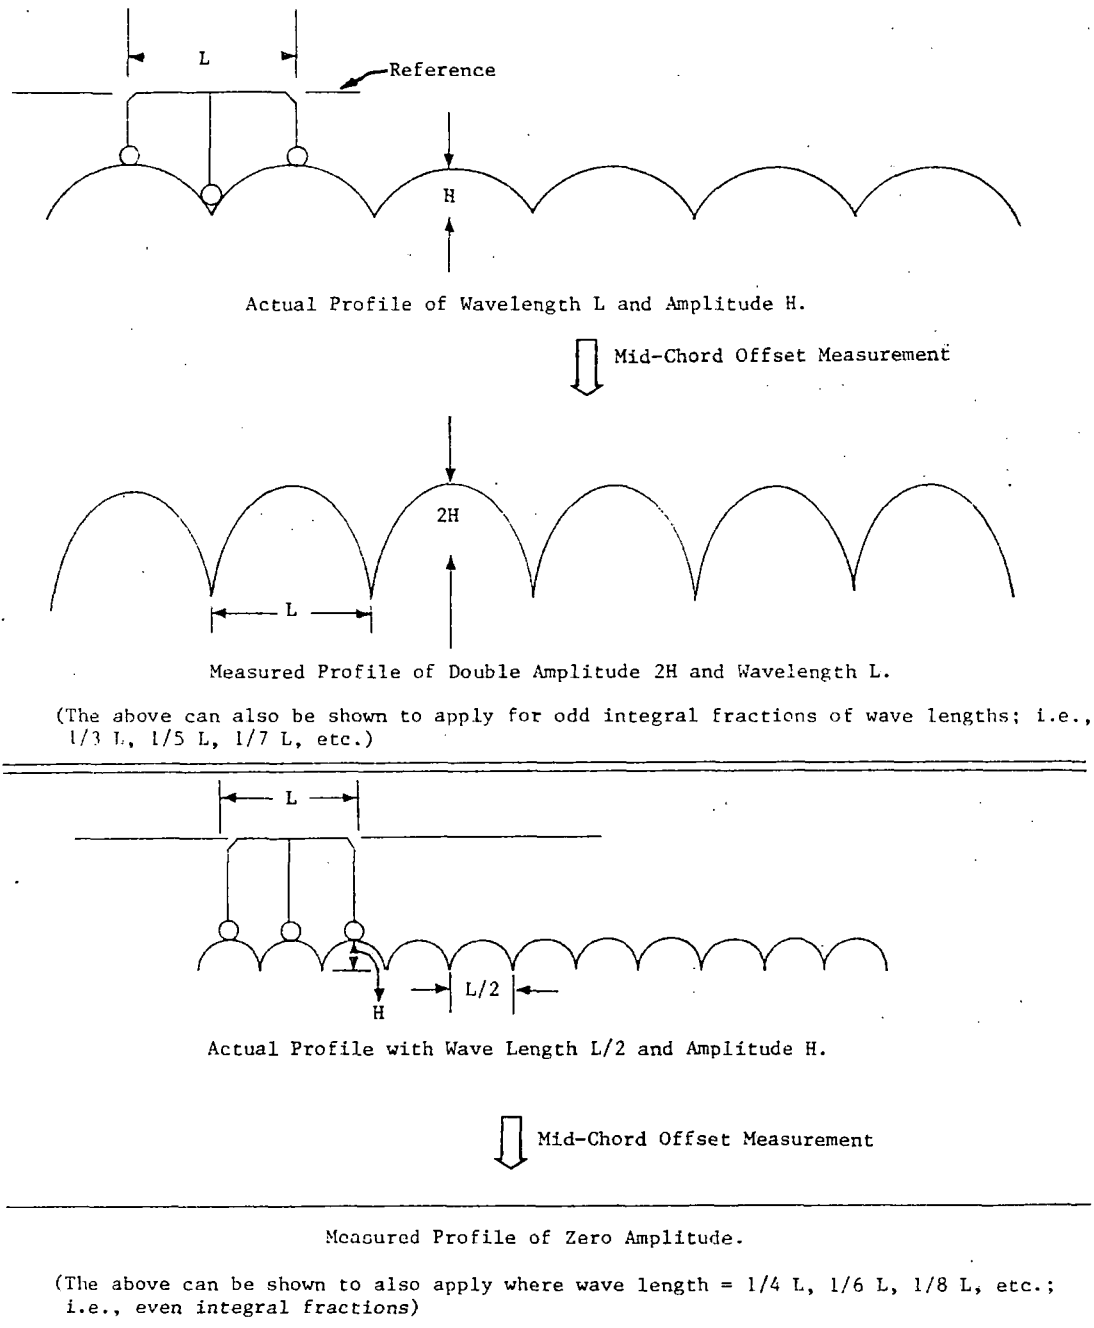 L
Reference
H
Actual Profile of Wavelength L and Amplitude H.
Mid-Chord Offset Measurement
2H
L
Measured Profile of Double Amplitude 2H and Wavelength L.
(The above can also be shown to apply for odd integral fractions of wave lengths; i.e.,
1/3 L, 1/5 L, 1/7 L, etc.)
L
L/2
H
Actual Profile with Wave Length L/2 and Amplitude H.
Mid-Chord Offset Measurement
Measured Profile of Zero Amplitude.
(The above can be shown to also apply where wave length = 1/4 L, 1/6 L, 1/8 L, etc.;
i.e., even integral fractions)